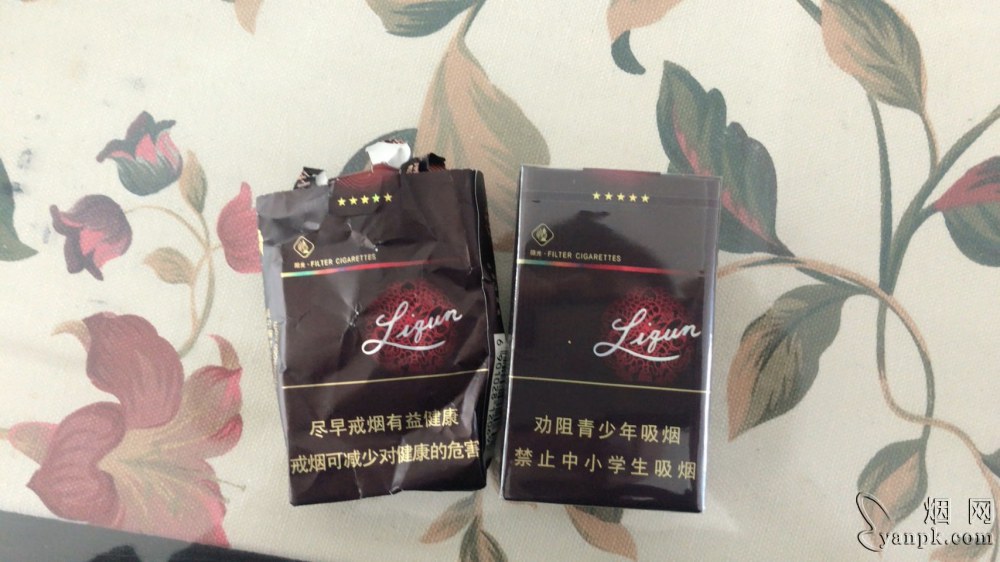 ★★★★★
阳光·FILTER CIGARETTES
Liqun
尽早戒烟有益健康
戒烟可减少对健康的危害
★★★★★
阳光·FILTER CIGARETTES
Liqun
劝阻青少年吸烟
禁止中小学生吸烟
烟网
yanpk.com